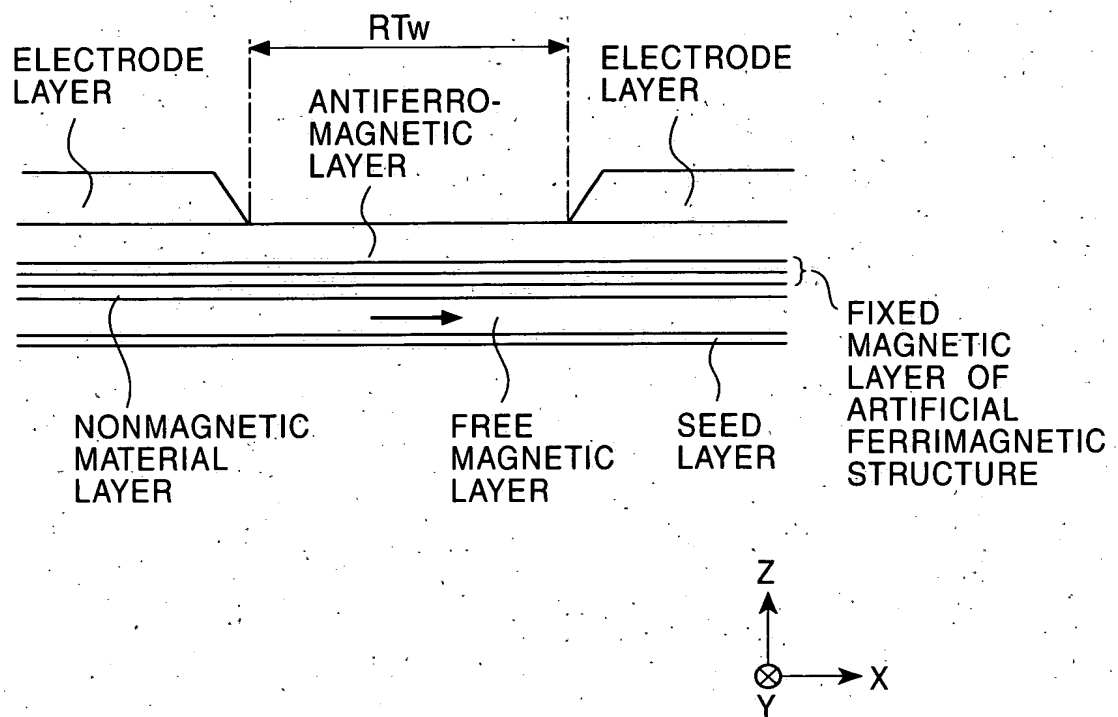 RTw
ELECTRODE
LAYER
ELECTRODE
LAYER
ANTIFERRO-
MAGNETIC
LAYER
FIXED
MAGNETIC
LAYER OF
ARTIFICIAL
FERRIMAGNETIC
STRUCTURE
NONMAGNETIC
MATERIAL
LAYER
FREE
MAGNETIC
LAYER
SEED
LAYER
Z
X
Y